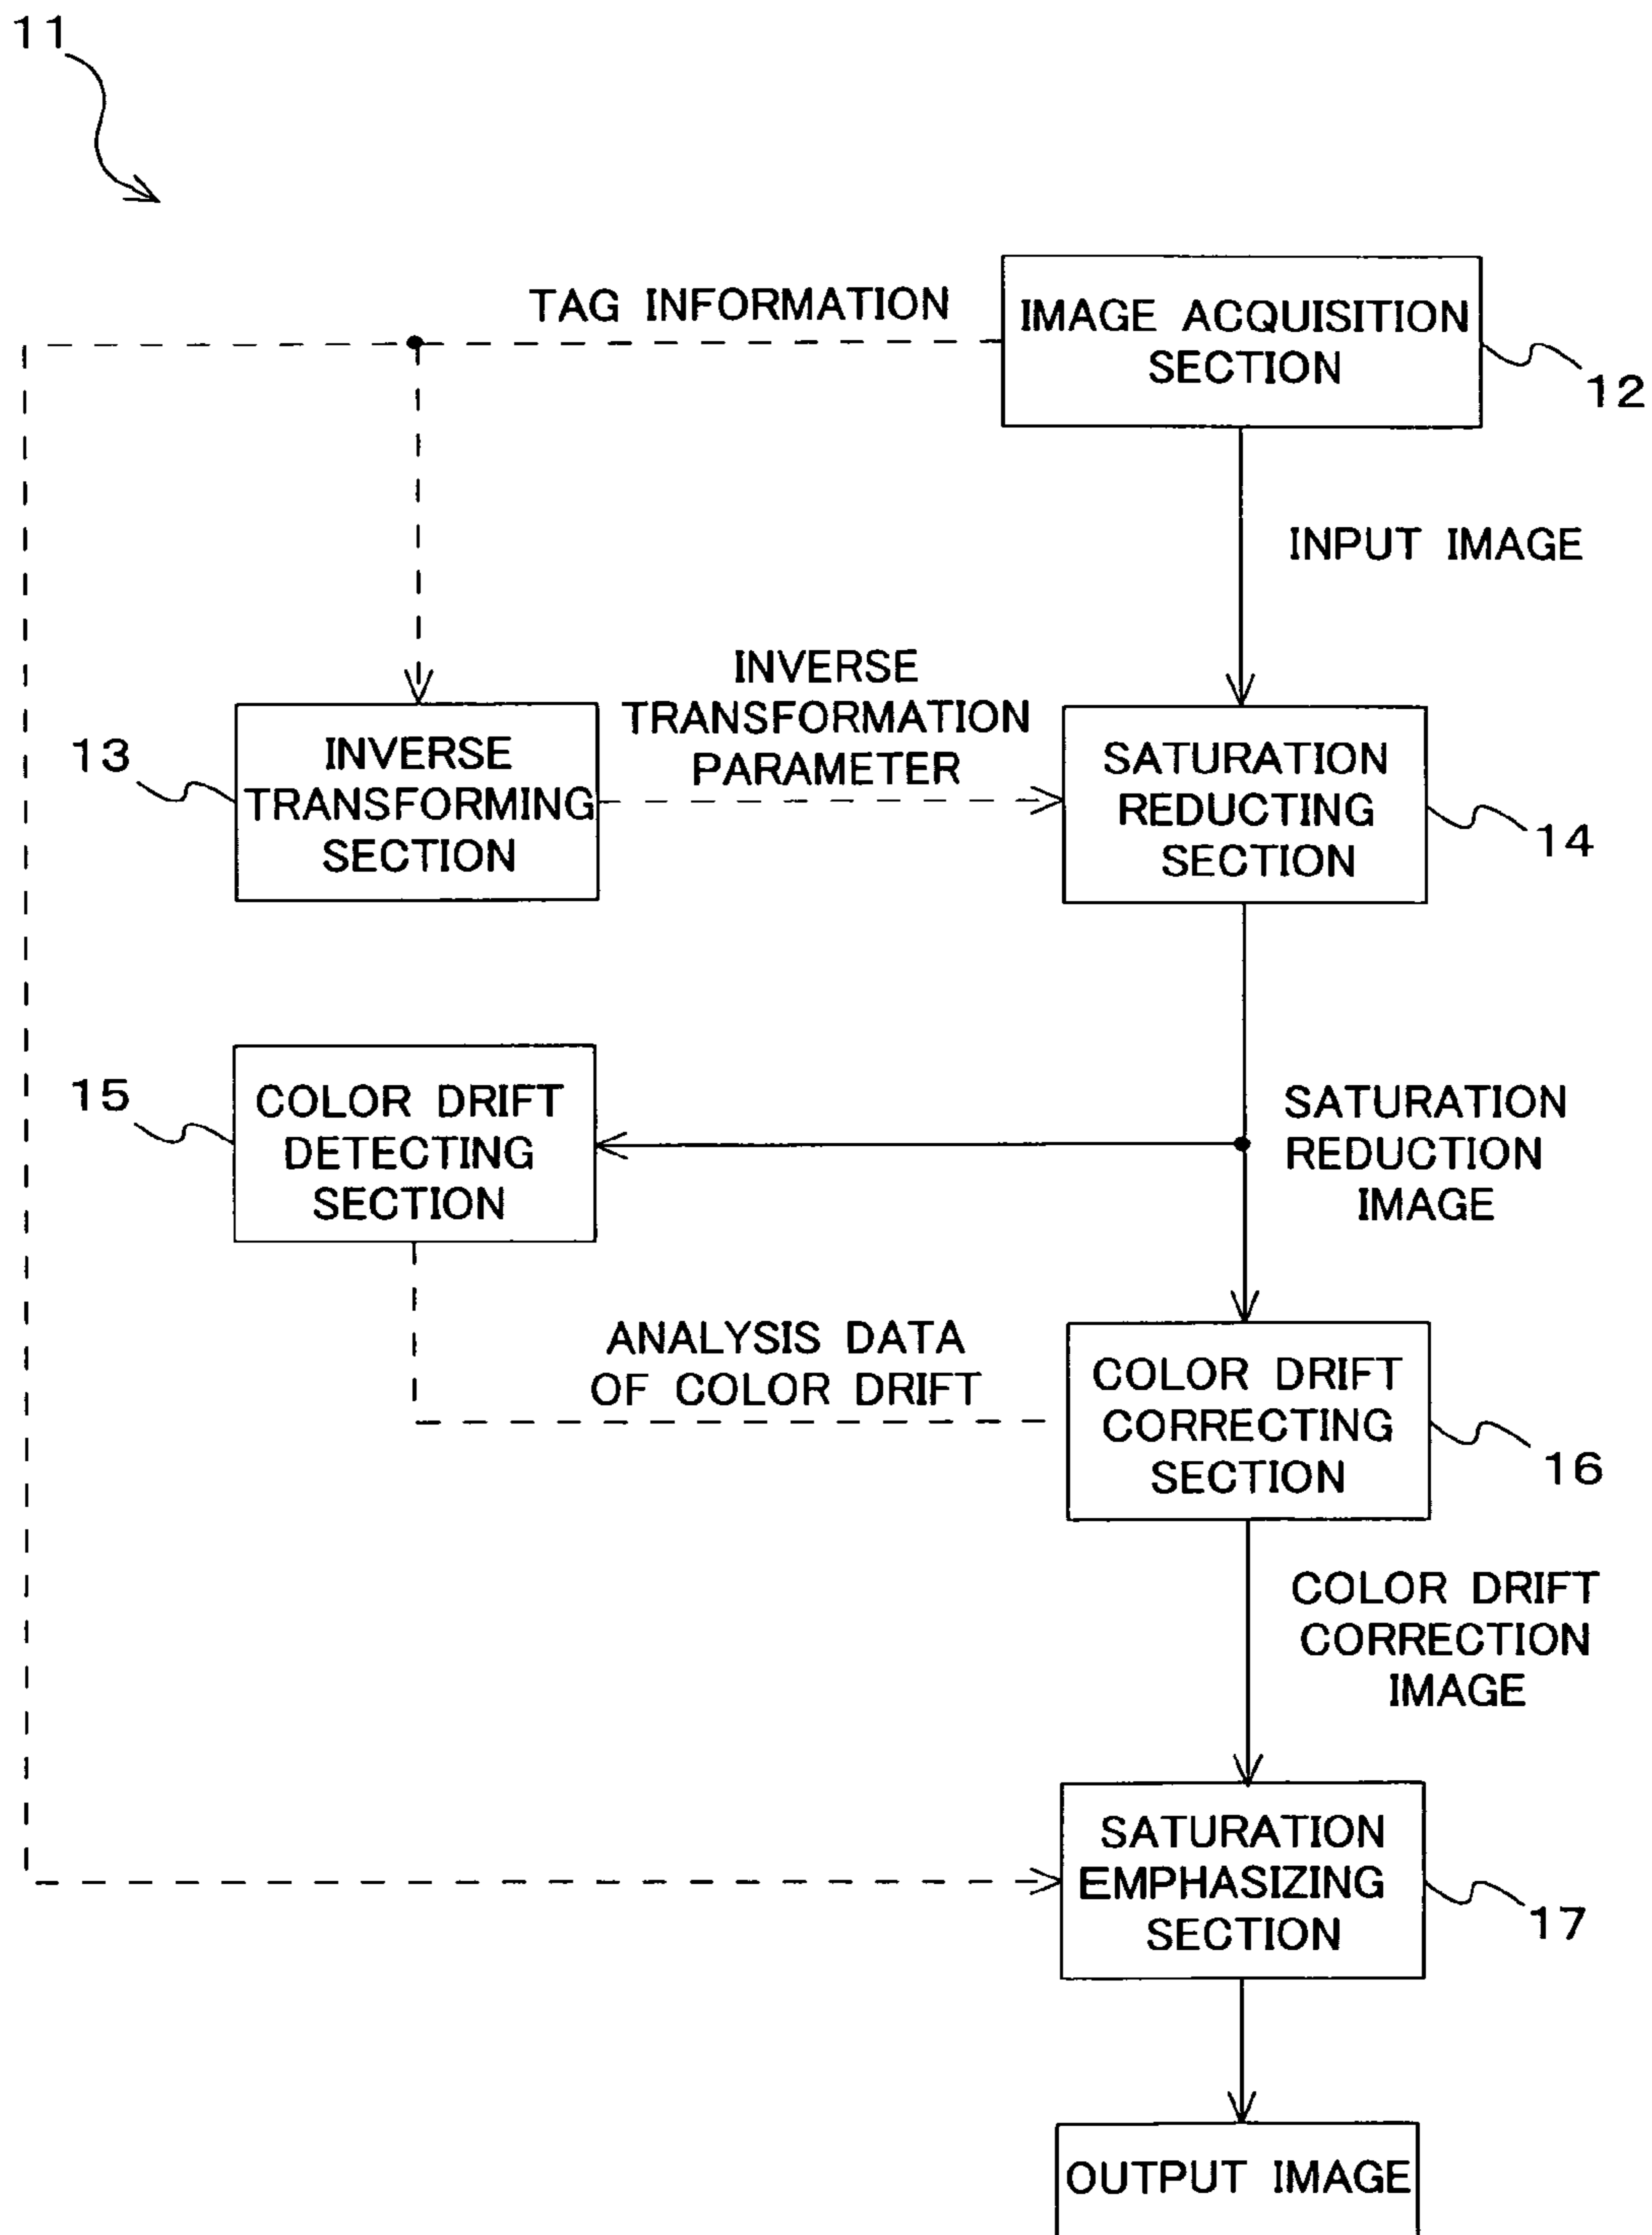 11
TAG INFORMATION
IMAGE ACQUISITION
SECTION
12
INPUT IMAGE
INVERSE
TRANSFORMATION
PARAMETER
13
INVERSE
TRANSFORMING
SECTION
SATURATION
REDUCTING
SECTION
14
15
COLOR DRIFT
DETECTING
SECTION
SATURATION
REDUCTION
IMAGE
ANALYSIS DATA
OF COLOR DRIFT
COLOR DRIFT
CORRECTING
SECTION
16
COLOR DRIFT
CORRECTION
IMAGE
SATURATION
EMPHASIZING
SECTION
17
OUTPUT IMAGE